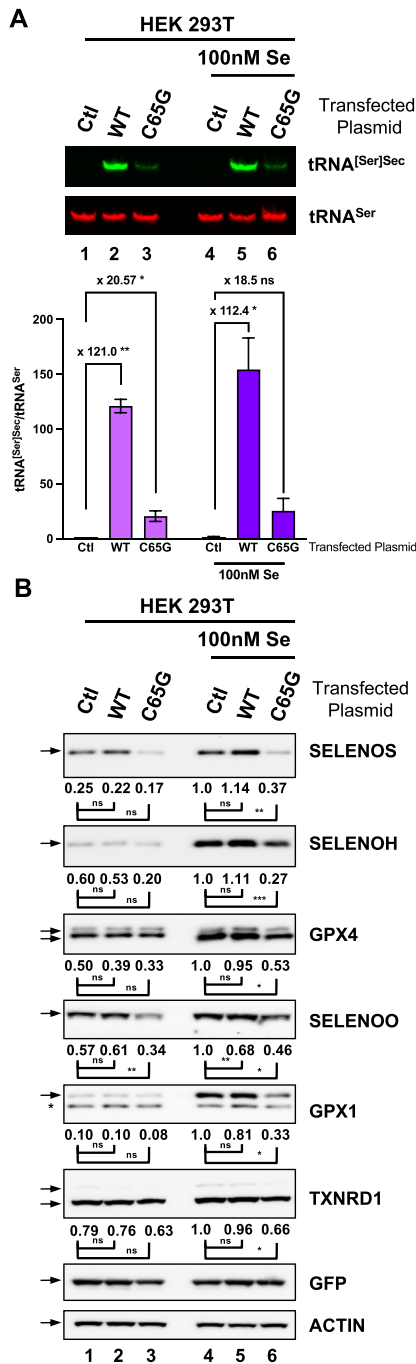 A
HEK 293T
100nM Se
Ctl WT C65G Ctl WT C65G Transfected Plasmid
tRNA[Ser]Sec
tRNASer
1 2 3 4 5 6
x 20.57 * x 18.5 ns
x 121.0 ** x 112.4 *
200
150
100
50
0
tRNA[Ser]Sec/tRNASer
Ctl WT C65G Ctl WT C65G Transfected Plasmid
100nM Se
B
HEK 293T
100nM Se
Ctl WT C65G Ctl WT C65G Transfected Plasmid
SELENOS
0.25 0.22 0.17 1.0 1.14 0.37
ns ns
ns **
SELENOH
0.60 0.53 0.20 1.0 1.11 0.27
ns ns
ns ***
GPX4
0.50 0.39 0.33 1.0 0.95 0.53
ns ns
ns *
SELENOO
0.57 0.61 0.34 1.0 0.68 0.46
ns **
** *
GPX1
*
0.10 0.10 0.08 1.0 0.81 0.33
ns ns
ns *
TXNRD1
0.79 0.76 0.63 1.0 0.96 0.66
ns ns
ns *
GFP
ACTIN
1 2 3 4 5 6